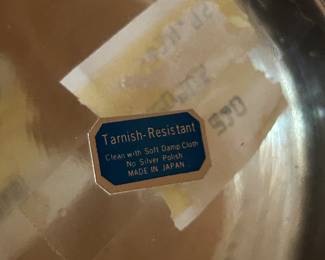 Tarnish-Resistant
Clean with Soft Damp Cloth
No Silver Polish
MADE IN JAPAN